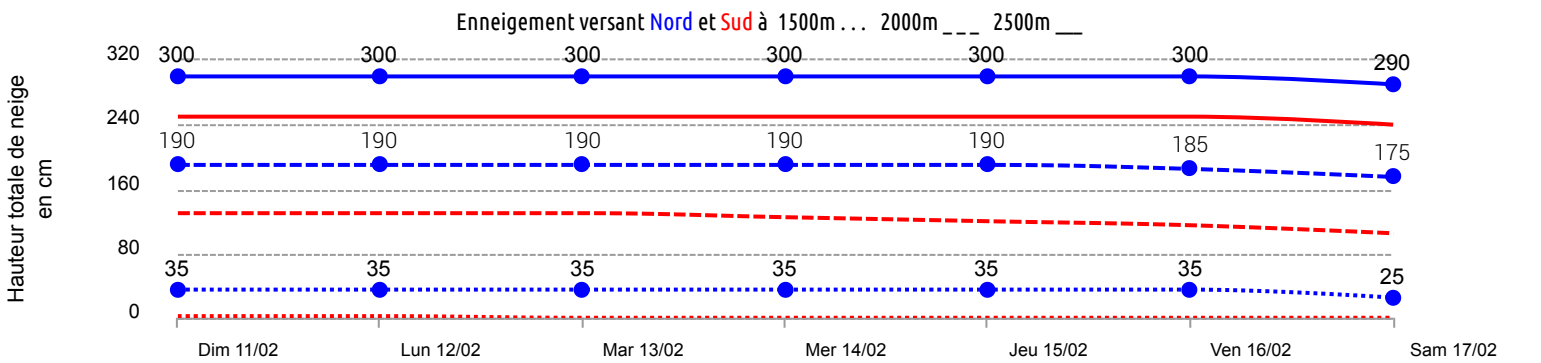 Enneigement versant Nord et Sud à 1500m . . . 2000m _ _ _ 2500m __
Hauteur totale de neige
en cm
320
300 300 300 300 300 300 290
240
190 190 190 190 190 185 175
160
80
35 35 35 35 35 35 25
0
Dim 11/02 Lun 12/02 Mar 13/02 Mer 14/02 Jeu 15/02 Ven 16/02 Sam 17/02